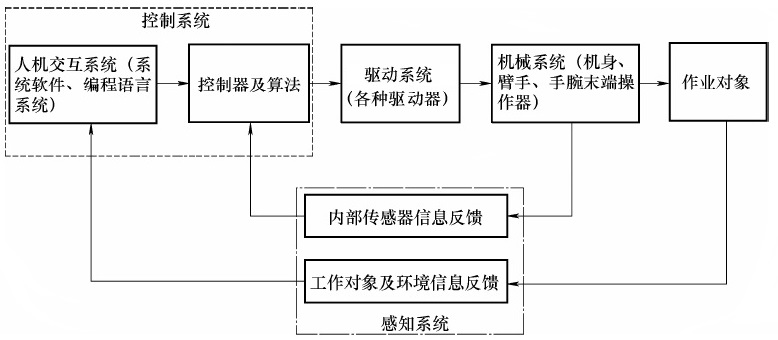 控制系统
人机交互系统（系
统软件、编程语言
系统）
控制器及算法
驱动系统
（各种驱动器）
机械系统（机身、
臂手、手腕末端操
作器）
作业对象
内部传感器信息反馈
工作对象及环境信息反馈
感知系统